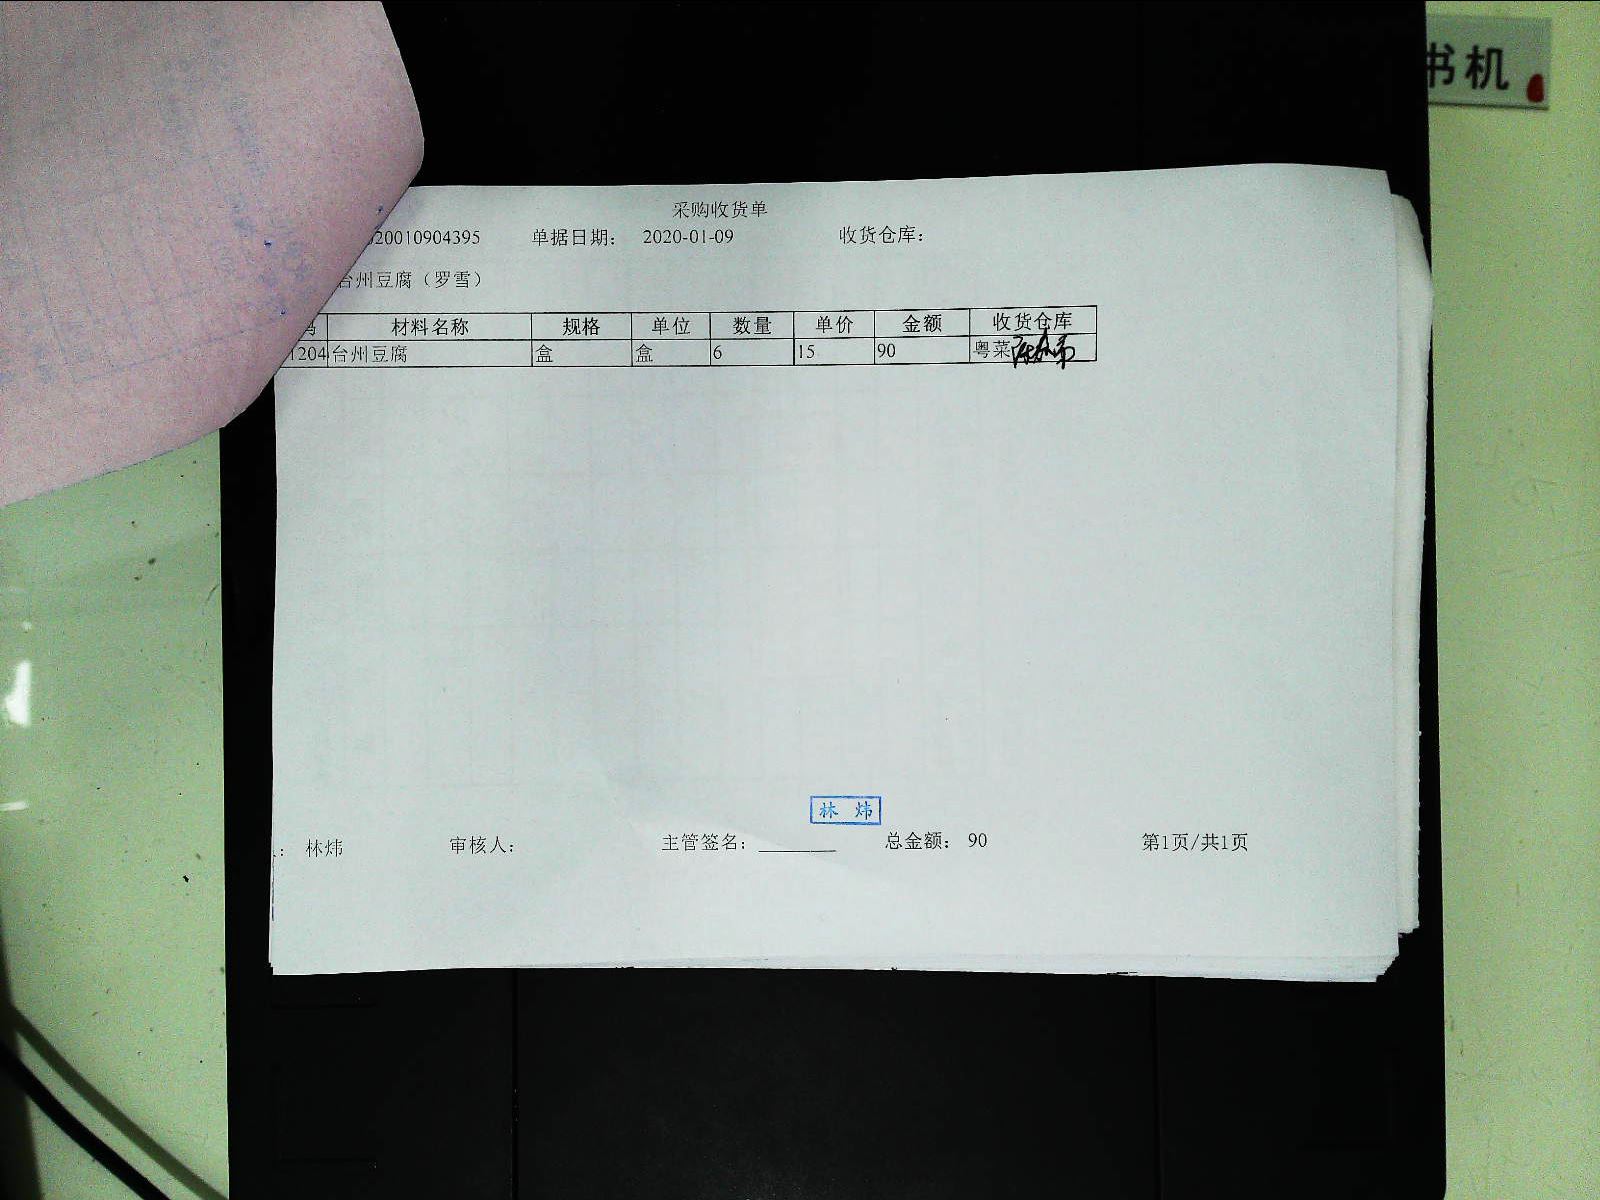 书机
采购收货单
020010904395 单据日期： 2020-01-09 收货仓库：
台州豆腐（罗雪）
码 材料名称 规格 单位 数量 单价 金额 收货仓库
1204 台州豆腐 盒 盒 6 15 90 粤菜
林 炜
： 林炜 审核人： 主管签名： 总金额： 90 第1页/共1页